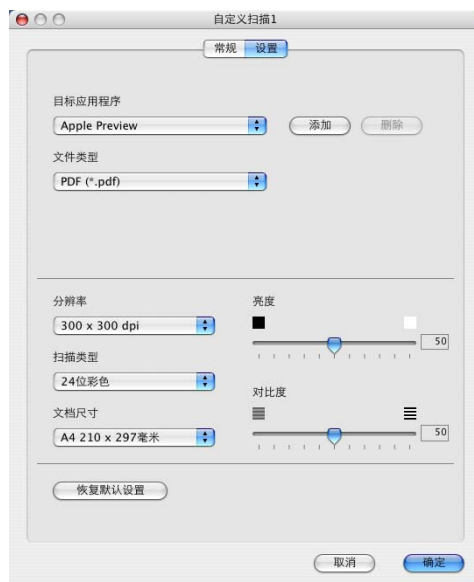 自定义扫描1
常规 设置
目标应用程序
Apple Preview 添加 删除
文件类型
PDF (*.pdf)
分辨率 亮度
300 x 300 dpi 50
扫描类型
24位彩色
对比度
文档尺寸
A4 210 x 297毫米 50
恢复默认设置
取消 确定